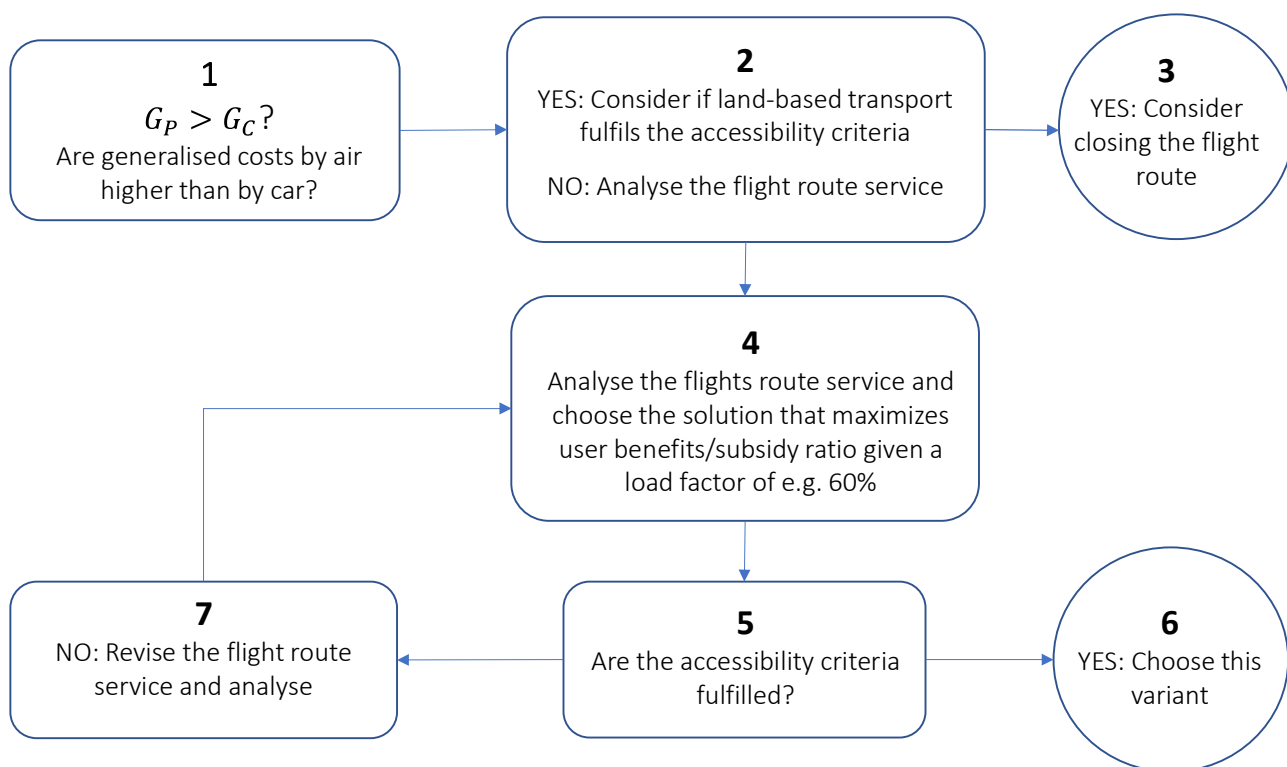 1
G_P > G_C?
Are generalised costs by air
higher than by car?
2
YES: Consider if land-based transport
fulfils the accessibility criteria
NO: Analyse the flight route service
3
YES: Consider
closing the flight
route
4
Analyse the flights route service and
choose the solution that maximizes
user benefits/subsidy ratio given a
load factor of e.g. 60%
5
Are the accessibility criteria
fulfilled?
6
YES: Choose this
variant
7
NO: Revise the flight route
service and analyse